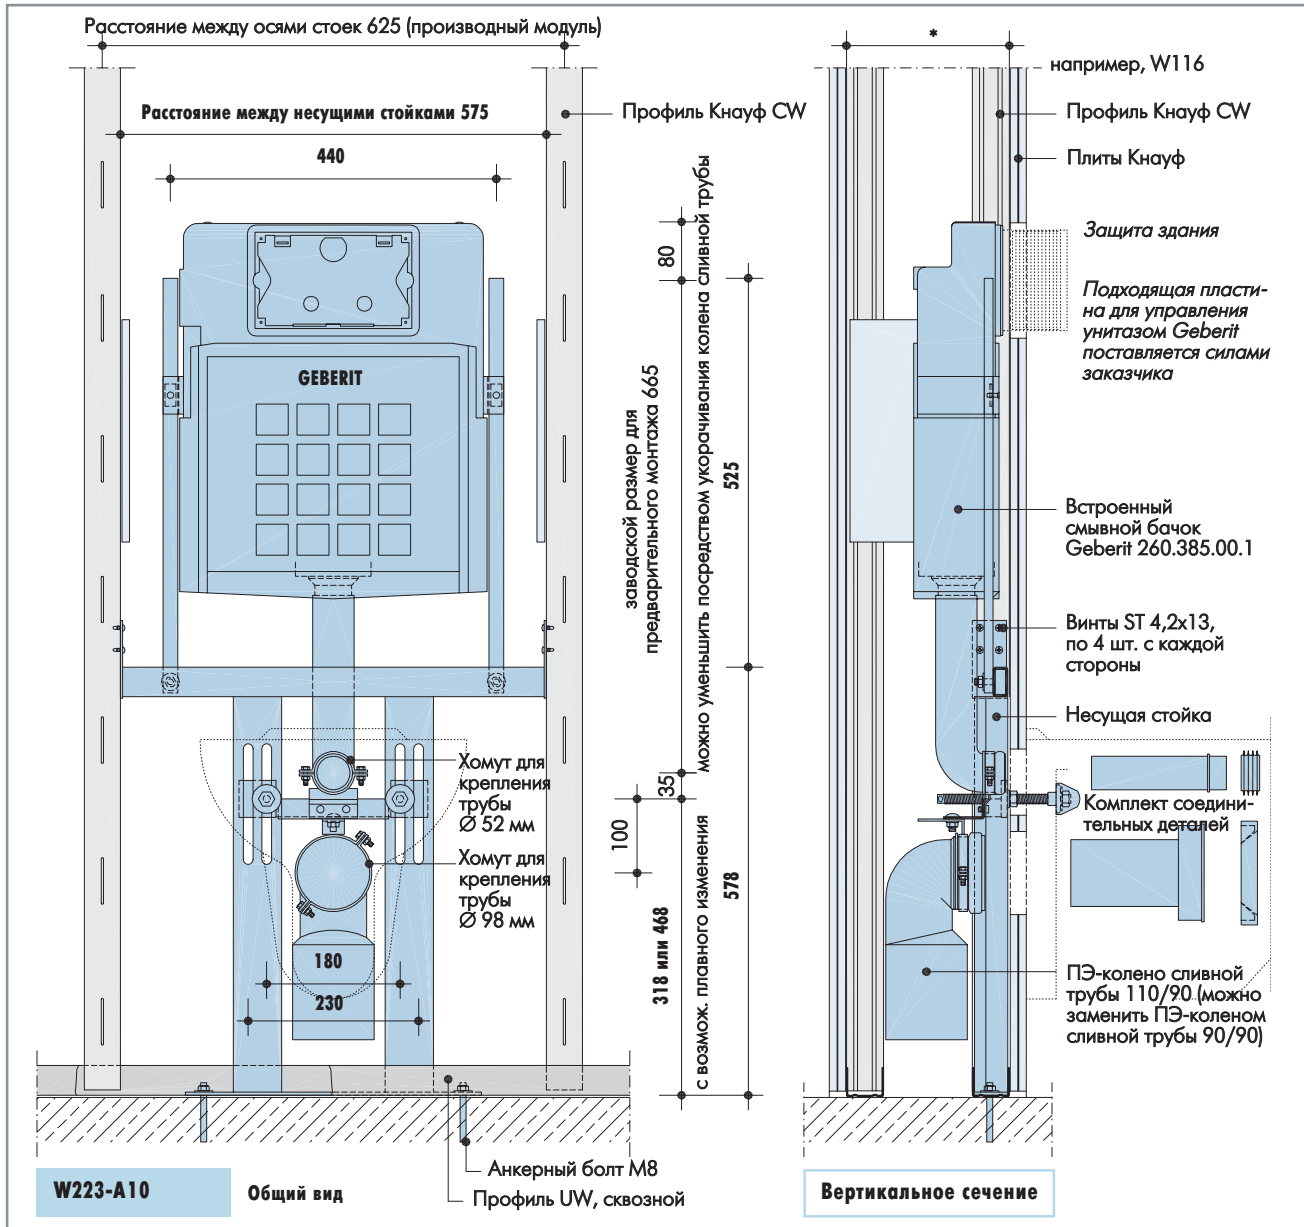 Расстояние между осями стоек 625 (производный модуль)
Расстояние между несущими стойками 575
440
Профиль Кнауф CW
GEBERIT
80
заводской размер для
предварительного монтажа 665
можно уменьшить посредством укорачивания колена сливной трубы
525
35
100
318 или 468
с возмож. плавного изменения
578
Хомут для
крепления
трубы
Ø 52 мм
Хомут для
крепления
трубы
Ø 98 мм
180
230
Анкерный болт М8
Профиль UW, сквозной
W223-A10
Общий вид
*
например, W116
Профиль Кнауф CW
Плиты Кнауф
Защита здания
Подходящая пласти-
на для управления
унитазом Geberit
поставляется силами
заказчика
Встроенный
смывной бачок
Geberit 260.385.00.1
Винты ST 4,2x13,
по 4 шт. с каждой
стороны
Несущая стойка
Комплект соедини-
тельных деталей
ПЭ-колено сливной
трубы 110/90 (можно
заменить ПЭ-коленом
сливной трубы 90/90)
Вертикальное сечение